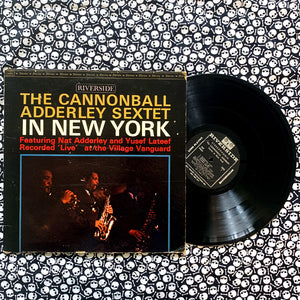 RIVERSIDE
THE CANNONBALL
ADDERLEY SEXTET
IN NEW YORK
Featuring Nat Adderley and Yusef Lateef
Recorded 'Live' at the Village Vanguard
RIVERSIDE